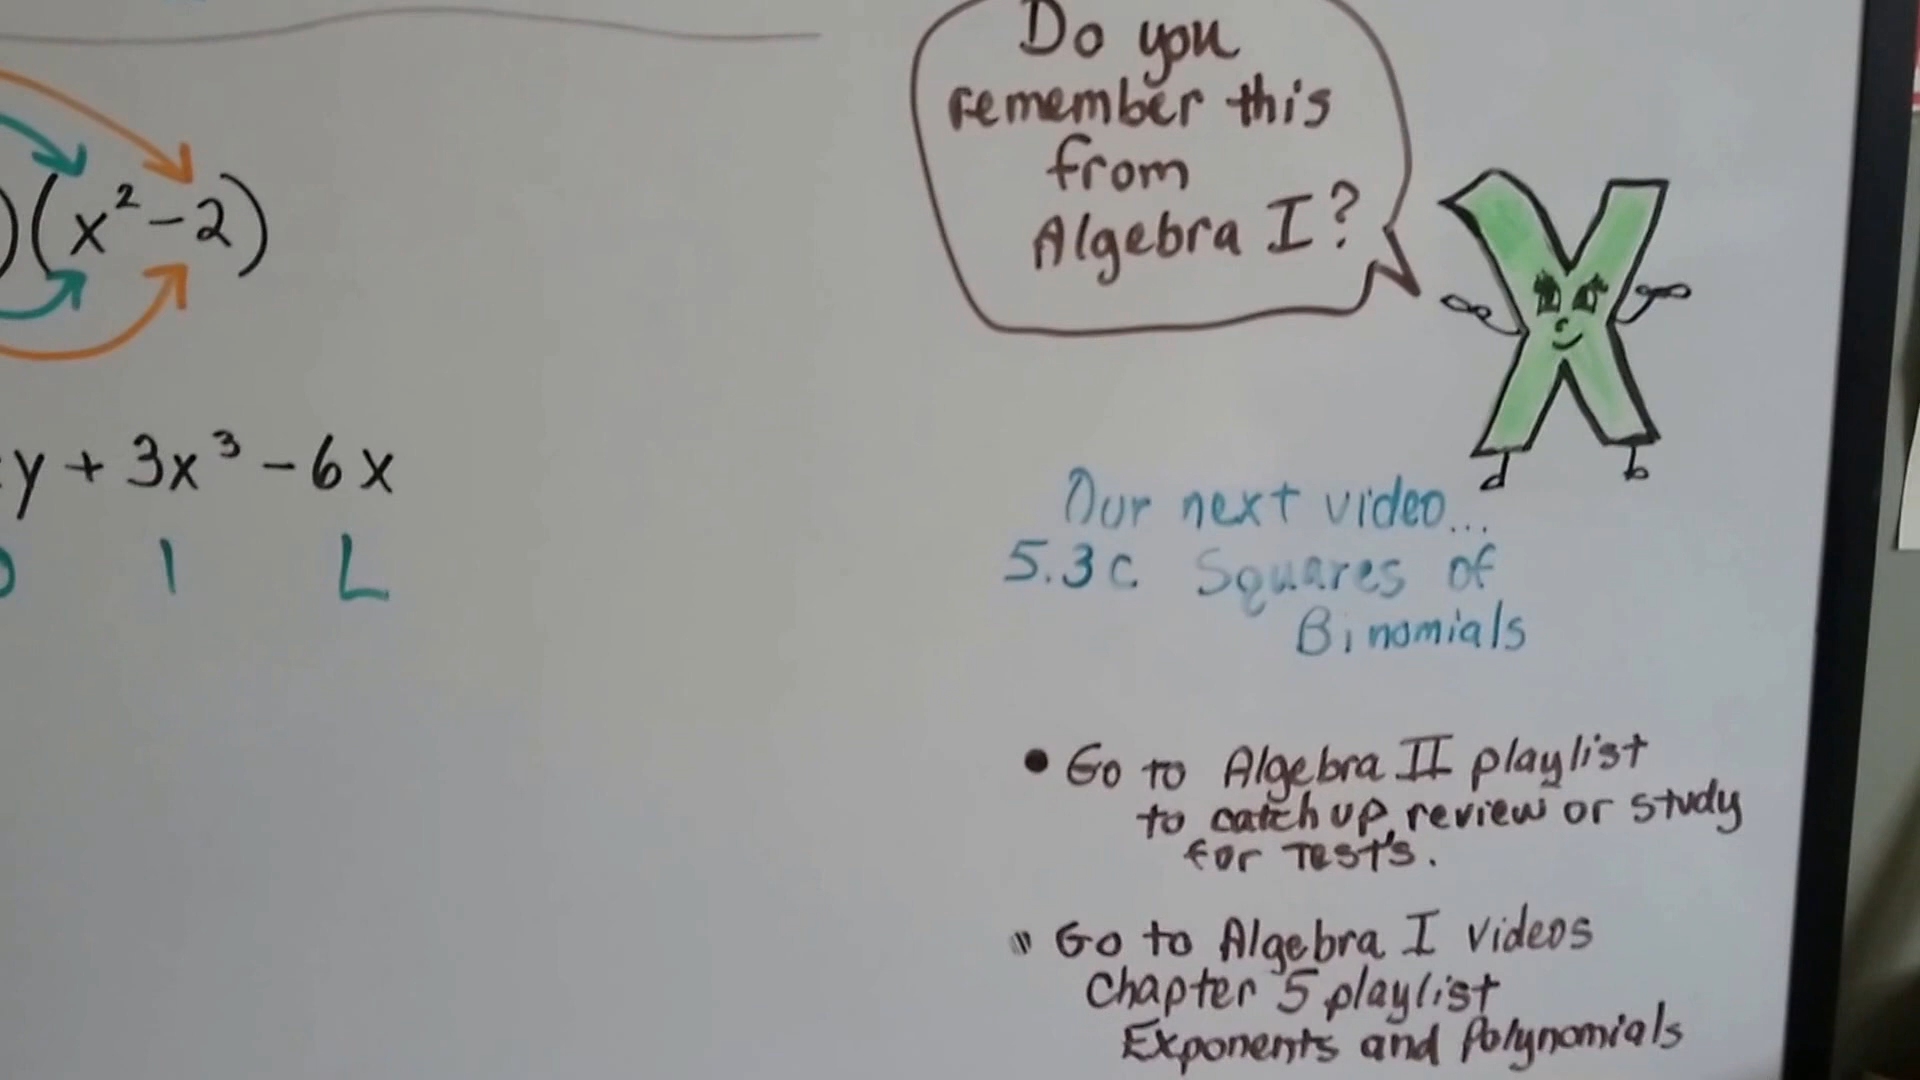 )(x²-2)
y + 3x³ - 6x
O I L
Do you
remember this
from
Algebra I?
Our next video...
5.3c. Squares of
Binomials
• Go to Algebra II playlist
to catch up, review or study
for Tests.
" Go to Algebra I videos
Chapter 5 playlist
Exponents and Polynomials